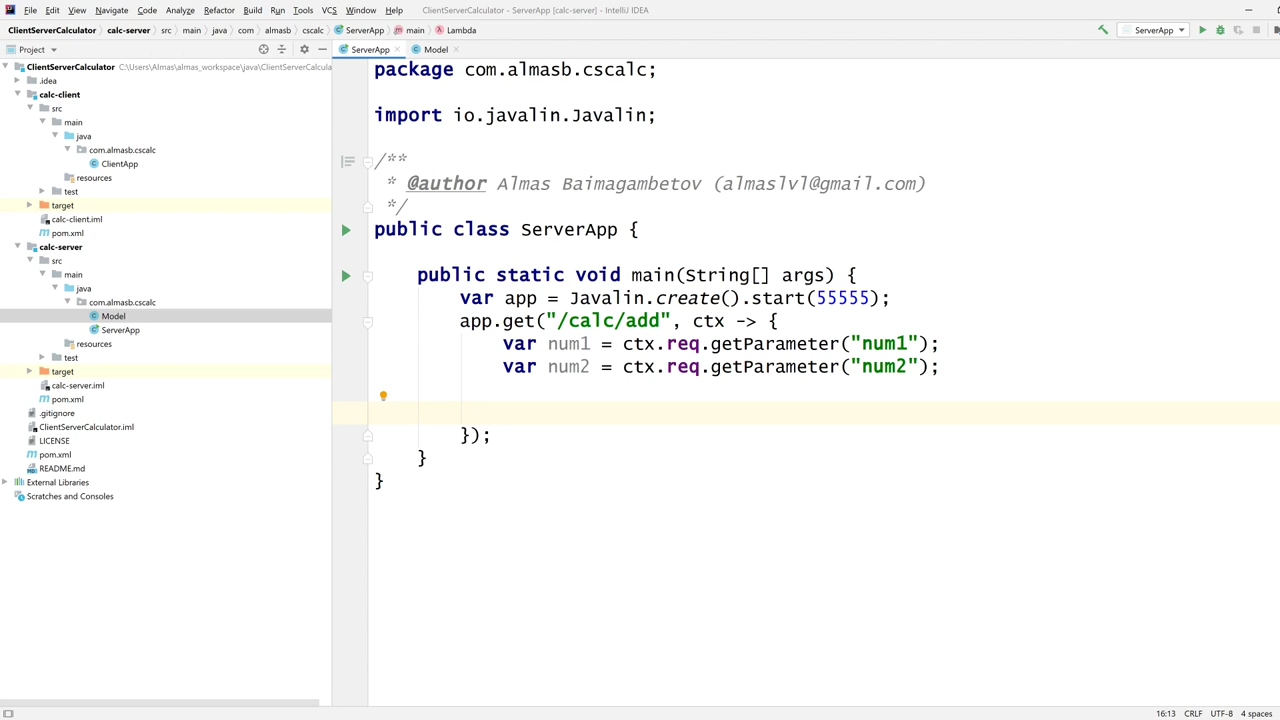 File Edit View Navigate Code Analyze Refactor Build Run Tools VCS Window Help ClientServerCalculator - ServerApp [calc-server] - IntelliJ IDEA
ClientServerCalculator calc-server src main java com almasb cscalc ServerApp main Lambda ServerApp
Project ServerApp Model
ClientServerCalculator C:\Users\Almas\almas_workspace\java\ClientServerCalcula
.idea
calc-client
src
main
java
com.almasb.cscalc
ClientApp
resources
test
target
calc-client.iml
pom.xml
calc-server
src
main
java
com.almasb.cscalc
Model
ServerApp
resources
test
target
calc-server.iml
pom.xml
.gitignore
ClientServerCalculator.iml
LICENSE
pom.xml
README.md
External Libraries
Scratches and Consoles
package com.almasb.cscalc;
import io.javalin.Javalin;
/**
* @author Almas Baimagambetov (almaslvl@gmail.com)
*/
public class ServerApp {
public static void main(String[] args) {
var app = Javalin.create().start(55555);
app.get("/calc/add", ctx -> {
var num1 = ctx.req.getParameter("num1");
var num2 = ctx.req.getParameter("num2");
});
}
}
16:13 CRLF UTF-8 4 spaces